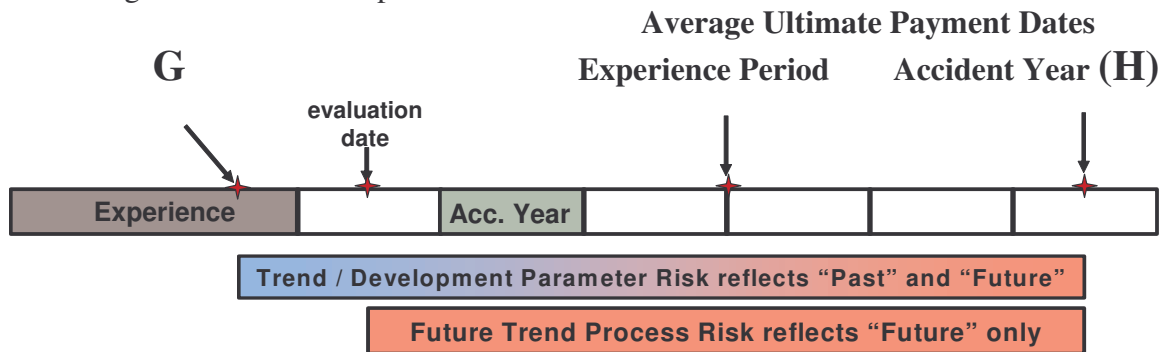 Average Ultimate Payment Dates
G
Experience Period
Accident Year (H)
evaluation
date
Experience
Acc. Year
Trend / Development Parameter Risk reflects “Past” and “Future”
Future Trend Process Risk reflects “Future” only